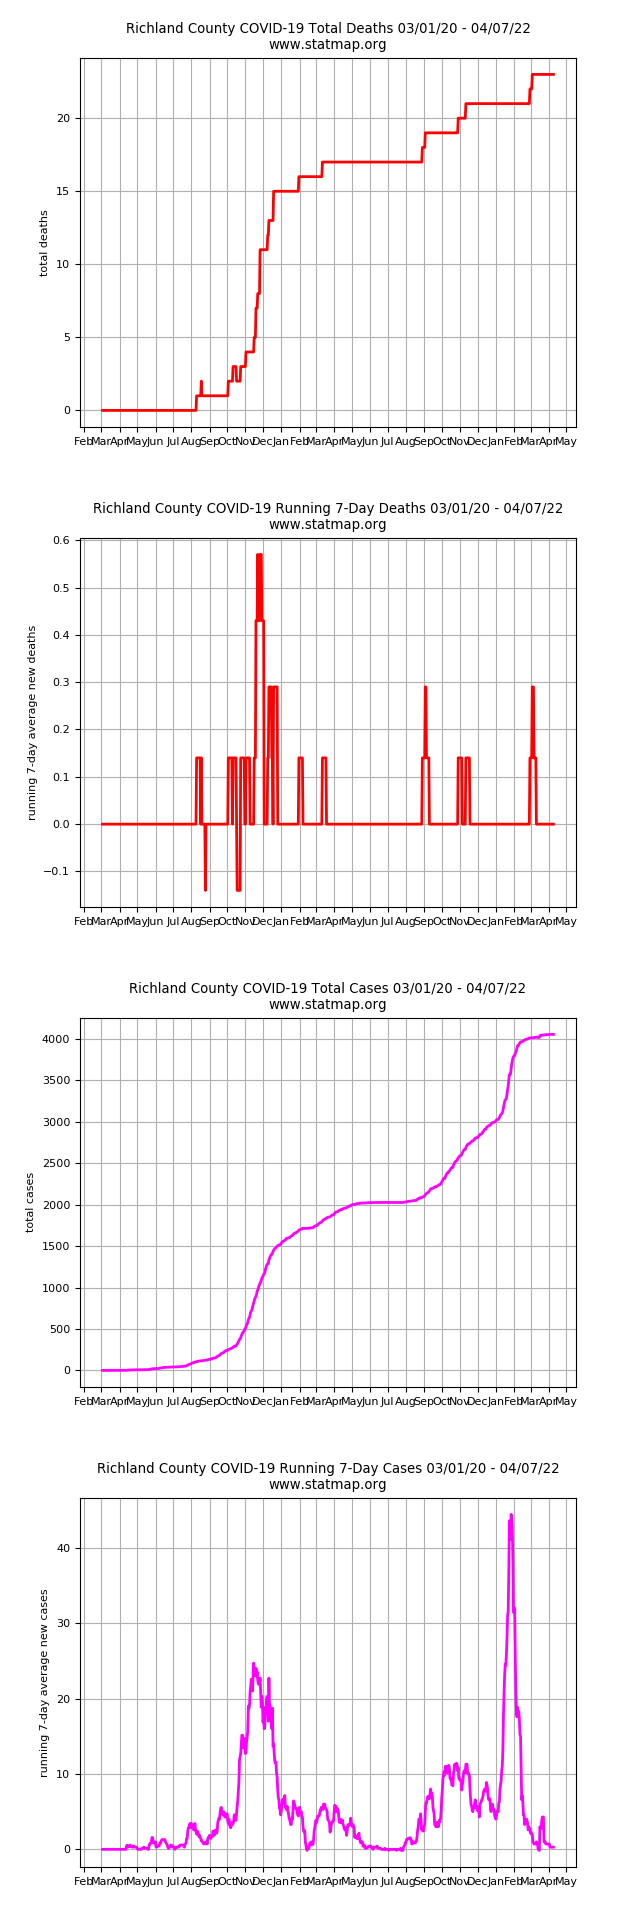 Richland County COVID-19 Total Deaths 03/01/20 - 04/07/22
www.statmap.org
total deaths
20
15
10
5
0
Feb Mar Apr May Jun Jul Aug Sep Oct Nov Dec Jan Feb Mar Apr May Jun Jul Aug Sep Oct Nov Dec Jan Feb Mar Apr May
Richland County COVID-19 Running 7-Day Deaths 03/01/20 - 04/07/22
www.statmap.org
running 7-day average new deaths
0.6
0.5
0.4
0.3
0.2
0.1
0.0
−0.1
Feb Mar Apr May Jun Jul Aug Sep Oct Nov Dec Jan Feb Mar Apr May Jun Jul Aug Sep Oct Nov Dec Jan Feb Mar Apr May
Richland County COVID-19 Total Cases 03/01/20 - 04/07/22
www.statmap.org
total cases
4000
3500
3000
2500
2000
1500
1000
500
0
Feb Mar Apr May Jun Jul Aug Sep Oct Nov Dec Jan Feb Mar Apr May Jun Jul Aug Sep Oct Nov Dec Jan Feb Mar Apr May
Richland County COVID-19 Running 7-Day Cases 03/01/20 - 04/07/22
www.statmap.org
running 7-day average new cases
40
30
20
10
0
Feb Mar Apr May Jun Jul Aug Sep Oct Nov Dec Jan Feb Mar Apr May Jun Jul Aug Sep Oct Nov Dec Jan Feb Mar Apr May